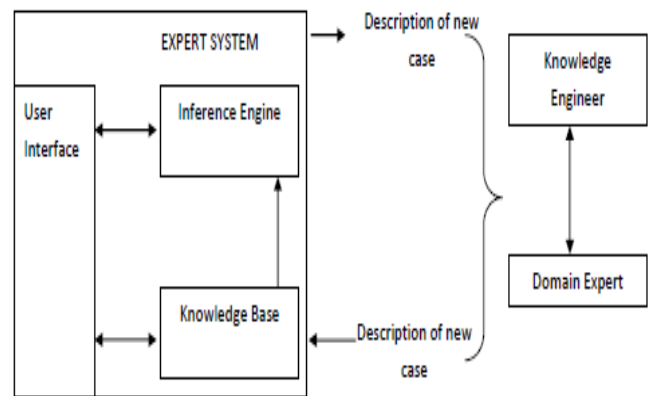 EXPERT SYSTEM
User
Interface
Inference Engine
Knowledge Base
Description of new
case
Description of new
case
Knowledge
Engineer
Domain Expert